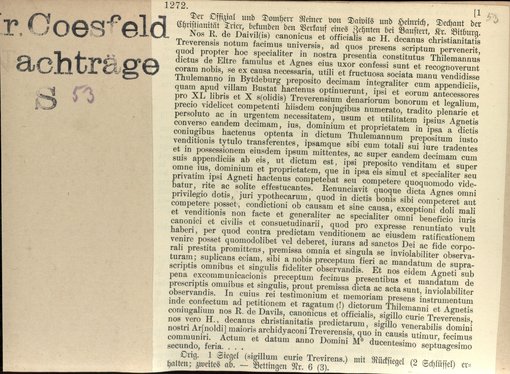 r. Coesfeld
achträge
S 53
1272.
[1
53
Der Offizial und Domherr Reiner von Daivils und Heinrich, Dechant der
Christianität Trier, bekunden den Verkauf eines Zehnten bei Baustert, Kr. Bitburg.
Nos R. de Daivil(is) canonicus et officialis ac H. decanus christianitatis
Treverensis notum facimus universis, ad quos presens scriptum pervenerit,
quod propter hoc specialiter in nostra presentia constitutus Thilemannus
dictus de Eltre famulus et Agnes eius uxor confessi sunt et recognoverunt
coram nobis, se ex causa necessaria, utili et fructuosa sociata manu vendidisse
Thulemanno in Bytdeburg preposito decimam integraliter cum appendiciis,
quam apud villam Bustat hactenus optinuerunt, ipsi et eorum antecessores
pro XL libris et X s(olidis) Treverensium denariorum bonorum et legalium,
precio videlicet competenti hiisdem coniugibus numerato, tradito plenarie et
persoluto ac in urgentem necessitatem, usum et utilitatem ipsius Agnetis
converso eandem decimam, ius, dominium et proprietatem in ipsa a dictis
coniugibus hactenus optenta in dictum Thulemannum prepositum iusto
venditionis tytulo transferentes, ipsamque sibi cum totali sui iure tradentes
et in possessionem eiusdem ipsum mittentes, ac super eandem decimam cum
suis appendiciis ab eis, ut dictum est, ipsi preposito venditam et super
omne ius, dominium et proprietatem, que in ipsa eis simul et specialiter seu
privatim ipsi Agneti hactenus competebat seu competere quoquomodo vide-
batur, rite ac solite effestucantes. Renunciavit quoque dicta Agnes omni
privilegio dotis, juri ypothecarum, quod in dictis bonis sibi competeret aut
competere posset, condictioni ob causam et sine causa, exceptioni doli mali
et venditionis non facte et generaliter ac specialiter omni beneficio iuris
canonici et civilis et consuetudinarii, quod pro expresse renuntiato vult
haberi, per quod contra predictam venditionem ac eiusdem ratificationem
venire posset quomodolibet vel deberet, iurans ad sanctos Dei ac fide corpo-
rali prestita promittens, premissa omnia et singula se inviolabiliter observa-
turam; suplicans eciam, sibi a nobis preceptum fieri ac mandatum de supra-
scriptis omnibus et singulis fideliter observandis. Et nos eidem Agneti sub
pena excommunicationis preceptum fecimus presentibus et mandatum de
prescriptis omnibus et singulis, prout premissa dicta ac acta sunt, inviolabiliter
observandis. In cuius rei testimonium et memoriam presens instrumentum
inde confectum ad petitionem et ragatum (!) dictorum Thilemanni et Agnetis
coniugalium nos R. de Daivils, canonicus et officialis, sigillo curie Treverensis,
nos vero H. decanus christianitatis predictarum, sigillo venerabilis domini
nostri Ar[noldi] maioris archidyaconi Treverensis, quo in causis utimur, fecimus
communiri. Actum et datum anno Domini M⁰ ducentesimo septuagesimo
secundo, feria. . . .
Orig. 1 Siegel (sigillum curie Trevirens.) mit Rücksiegel (2 Schlüssel) er-
halten; zweites ab. — Bettingen Nr. 6 (3).